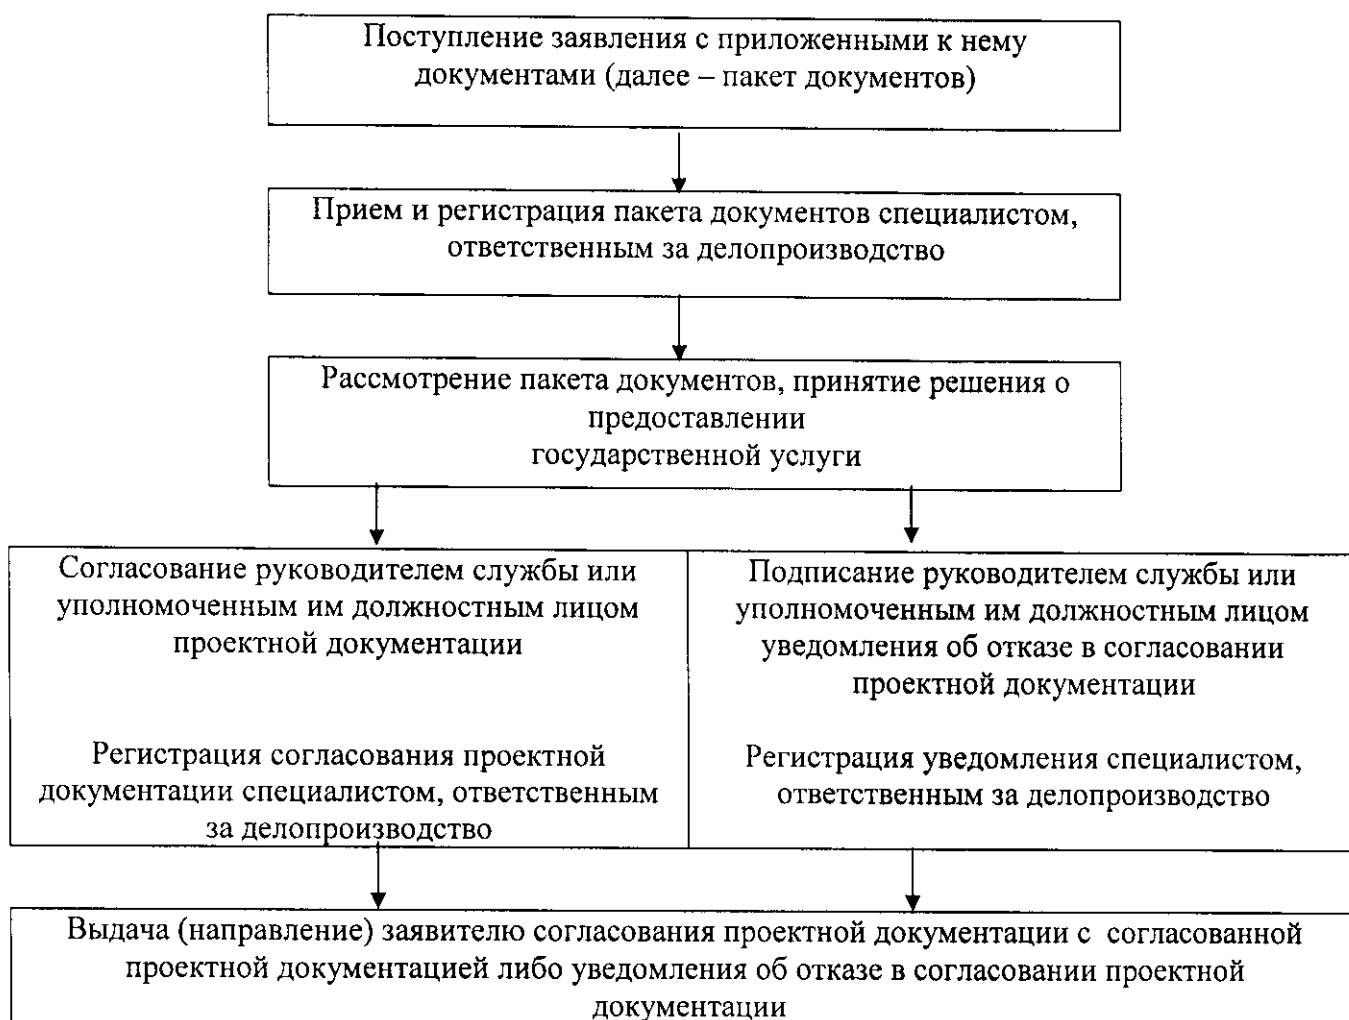 Поступление заявления с приложенными к нему
документами (далее – пакет документов)
Прием и регистрация пакета документов специалистом,
ответственным за делопроизводство
Рассмотрение пакета документов, принятие решения о
предоставлении
государственной услуги
Согласование руководителем службы или
уполномоченным им должностным лицом
проектной документации
Регистрация согласования проектной
документации специалистом, ответственным
за делопроизводство
Подписание руководителем службы или
уполномоченным им должностным лицом
уведомления об отказе в согласовании
проектной документации
Регистрация уведомления специалистом,
ответственным за делопроизводство
Выдача (направление) заявителю согласования проектной документации с согласованной
проектной документацией либо уведомления об отказе в согласовании проектной
документации